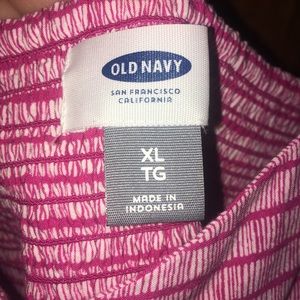 OLD NAVY
SAN FRANCISCO
CALIFORNIA
XL
TG
MADE IN
INDONESIA